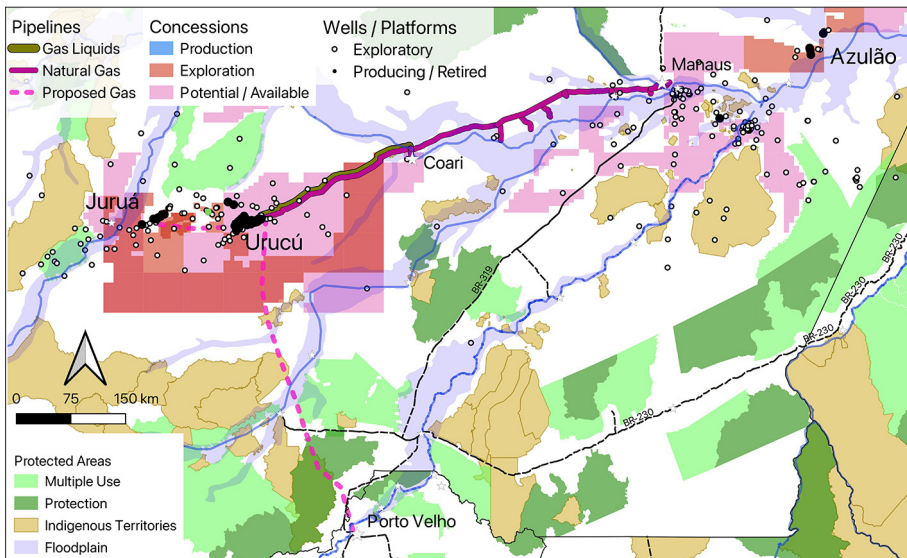 Pipelines
Gas Liquids
Natural Gas
Proposed Gas
Concessions
Production
Exploration
Potential / Available
Wells / Platforms
Exploratory
Producing / Retired
Azulão
Manaus
Coari
Juruá
Urucú
BR-319
BR-230
BR-230
BR-230
BR-230
0 75 150 km
Protected Areas
Multiple Use
Protection
Indigenous Territories
Floodplain
Porto Velho